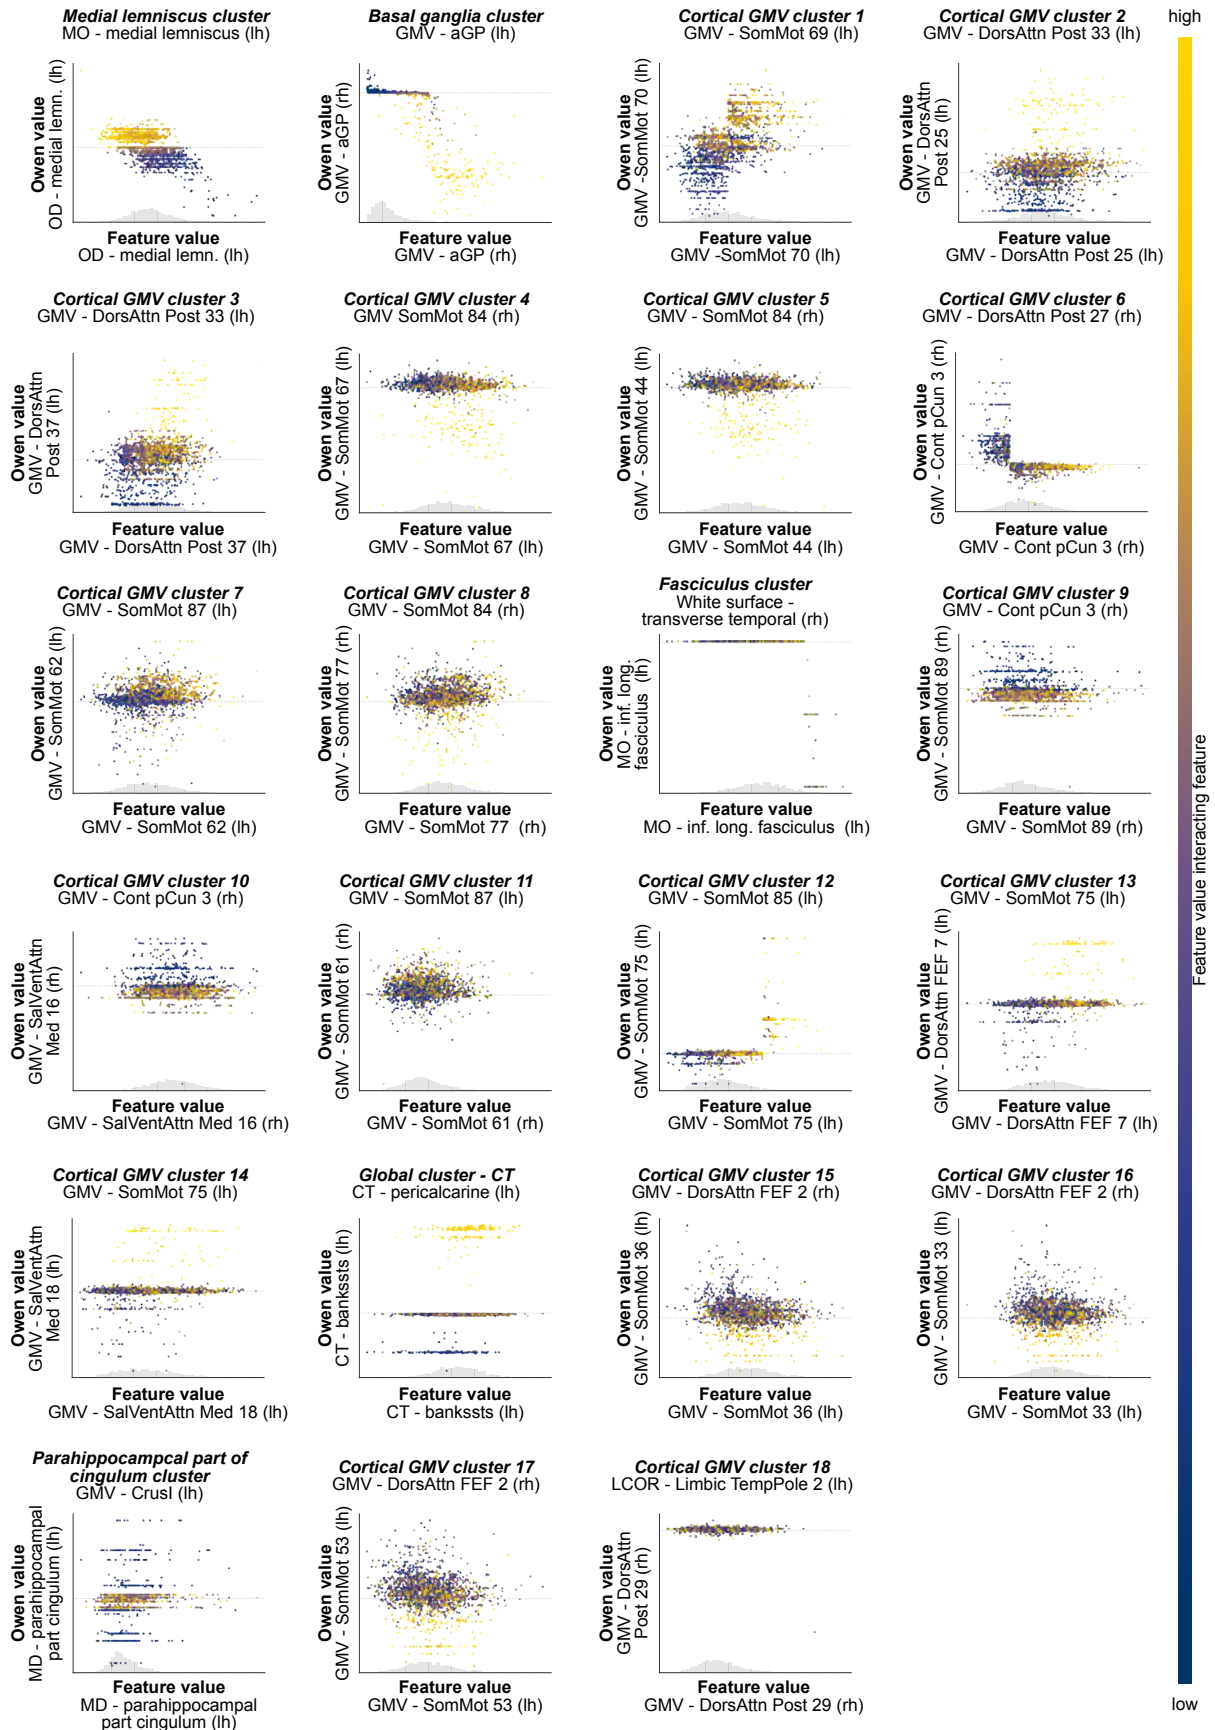 Medial lemniscus cluster
MO - medial lemniscus (lh)
Owen value
OD - medial lemn. (lh)
Feature value
OD - medial lemn. (lh)
Basal ganglia cluster
GMV - aGP (lh)
Owen value
GMV - aGP (rh)
Feature value
GMV - aGP (rh)
Cortical GMV cluster 1
GMV - SomMot 69 (lh)
Owen value
GMV -SomMot 70 (lh)
Feature value
GMV -SomMot 70 (lh)
Cortical GMV cluster 2
GMV - DorsAttn Post 33 (lh)
Owen value
GMV - DorsAttn
Post 25 (lh)
Feature value
GMV - DorsAttn Post 25 (lh)
high
Cortical GMV cluster 3
GMV - DorsAttn Post 33 (lh)
Owen value
GMV - DorsAttn
Post 37 (lh)
Feature value
GMV - DorsAttn Post 37 (lh)
Cortical GMV cluster 4
GMV SomMot 84 (rh)
Owen value
GMV - SomMot 67 (lh)
Feature value
GMV - SomMot 67 (lh)
Cortical GMV cluster 5
GMV - SomMot 84 (rh)
Owen value
GMV - SomMot 44 (lh)
Feature value
GMV - SomMot 44 (lh)
Cortical GMV cluster 6
GMV - DorsAttn Post 27 (rh)
Owen value
GMV - Cont pCun 3 (rh)
Feature value
GMV - Cont pCun 3 (rh)
Cortical GMV cluster 7
GMV - SomMot 87 (lh)
Owen value
GMV - SomMot 62 (lh)
Feature value
GMV - SomMot 62 (lh)
Cortical GMV cluster 8
GMV - SomMot 84 (rh)
Owen value
GMV - SomMot 77 (rh)
Feature value
GMV - SomMot 77 (rh)
Fasciculus cluster
White surface -
transverse temporal (rh)
Owen value
MO - inf. long.
fasciculus (lh)
Feature value
MO - inf. long. fasciculus (lh)
Cortical GMV cluster 9
GMV - Cont pCun 3 (rh)
Owen value
GMV - SomMot 89 (rh)
Feature value
GMV - SomMot 89 (rh)
Feature value interacting feature
Cortical GMV cluster 10
GMV - Cont pCun 3 (rh)
Owen value
GMV - SalVentAttn
Med 16 (rh)
Feature value
GMV - SalVentAttn Med 16 (rh)
Cortical GMV cluster 11
GMV - SomMot 87 (lh)
Owen value
GMV - SomMot 61 (rh)
Feature value
GMV - SomMot 61 (rh)
Cortical GMV cluster 12
GMV - SomMot 85 (lh)
Owen value
GMV - SomMot 75 (lh)
Feature value
GMV - SomMot 75 (lh)
Cortical GMV cluster 13
GMV - SomMot 75 (lh)
Owen value
GMV - DorsAttn FEF 7 (lh)
Feature value
GMV - DorsAttn FEF 7 (lh)
Cortical GMV cluster 14
GMV - SomMot 75 (lh)
Owen value
GMV - SalVentAttn
Med 18 (lh)
Feature value
GMV - SalVentAttn Med 18 (lh)
Global cluster - CT
CT - pericalcarine (lh)
Owen value
CT - bankssts (lh)
Feature value
CT - bankssts (lh)
Cortical GMV cluster 15
GMV - DorsAttn FEF 2 (rh)
Owen value
GMV - SomMot 36 (lh)
Feature value
GMV - SomMot 36 (lh)
Cortical GMV cluster 16
GMV - DorsAttn FEF 2 (rh)
Owen value
GMV - SomMot 33 (lh)
Feature value
GMV - SomMot 33 (lh)
Parahippocampcal part of
cingulum cluster
GMV - CrusI (lh)
Owen value
MD - parahippocampal
part cingulum (lh)
Feature value
MD - parahippocampal
part cingulum (lh)
Cortical GMV cluster 17
GMV - DorsAttn FEF 2 (rh)
Owen value
GMV - SomMot 53 (lh)
Feature value
GMV - SomMot 53 (lh)
Cortical GMV cluster 18
LCOR - Limbic TempPole 2 (lh)
Owen value
GMV - DorsAttn
Post 29 (rh)
Feature value
GMV - DorsAttn Post 29 (rh)
low